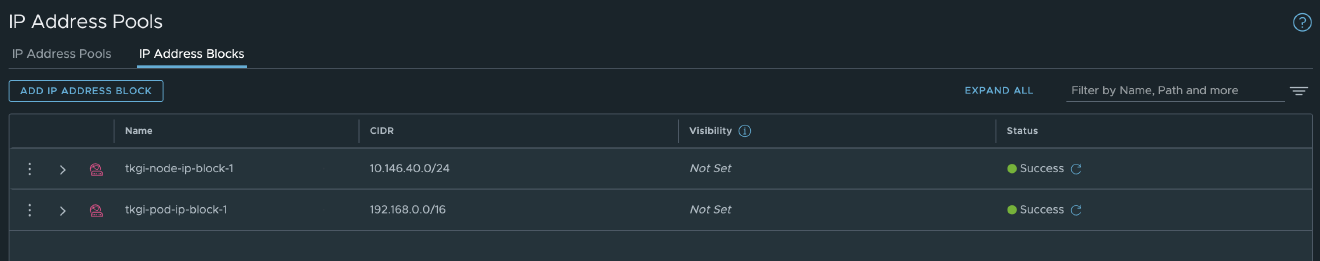 IP Address Pools
IP Address Pools IP Address Blocks
ADD IP ADDRESS BLOCK EXPAND ALL Filter by Name, Path and more
Name CIDR Visibility Status
tkgi-node-ip-block-1 10.146.40.0/24 Not Set Success
tkgi-pod-ip-block-1 192.168.0.0/16 Not Set Success